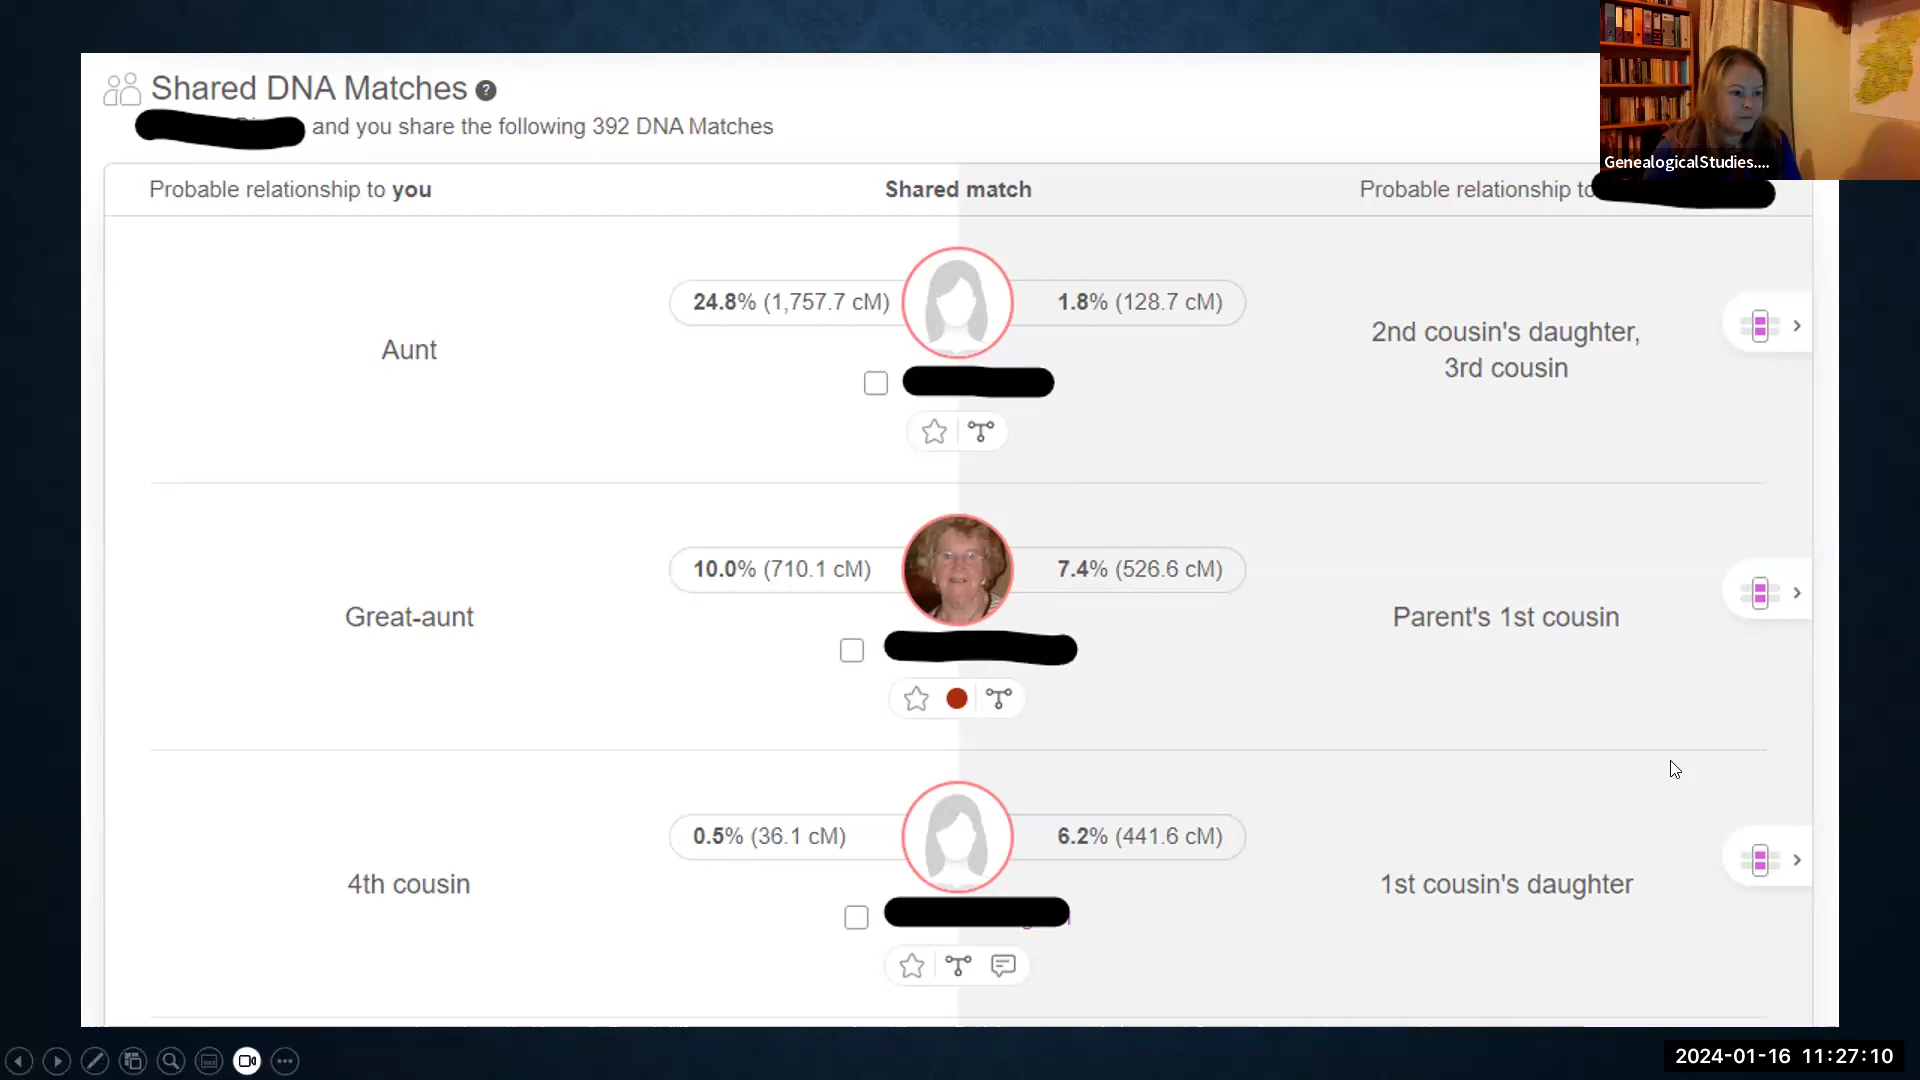 Shared DNA Matches ?
and you share the following 392 DNA Matches
GenealogicalStudies....
Probable relationship to you
Shared match
Probable relationship to
24.8% (1,757.7 cM)
1.8% (128.7 cM)
Aunt
2nd cousin's daughter,
3rd cousin
10.0% (710.1 cM)
7.4% (526.6 cM)
Great-aunt
Parent's 1st cousin
0.5% (36.1 cM)
6.2% (441.6 cM)
4th cousin
1st cousin's daughter
2024-01-16 11:27:10